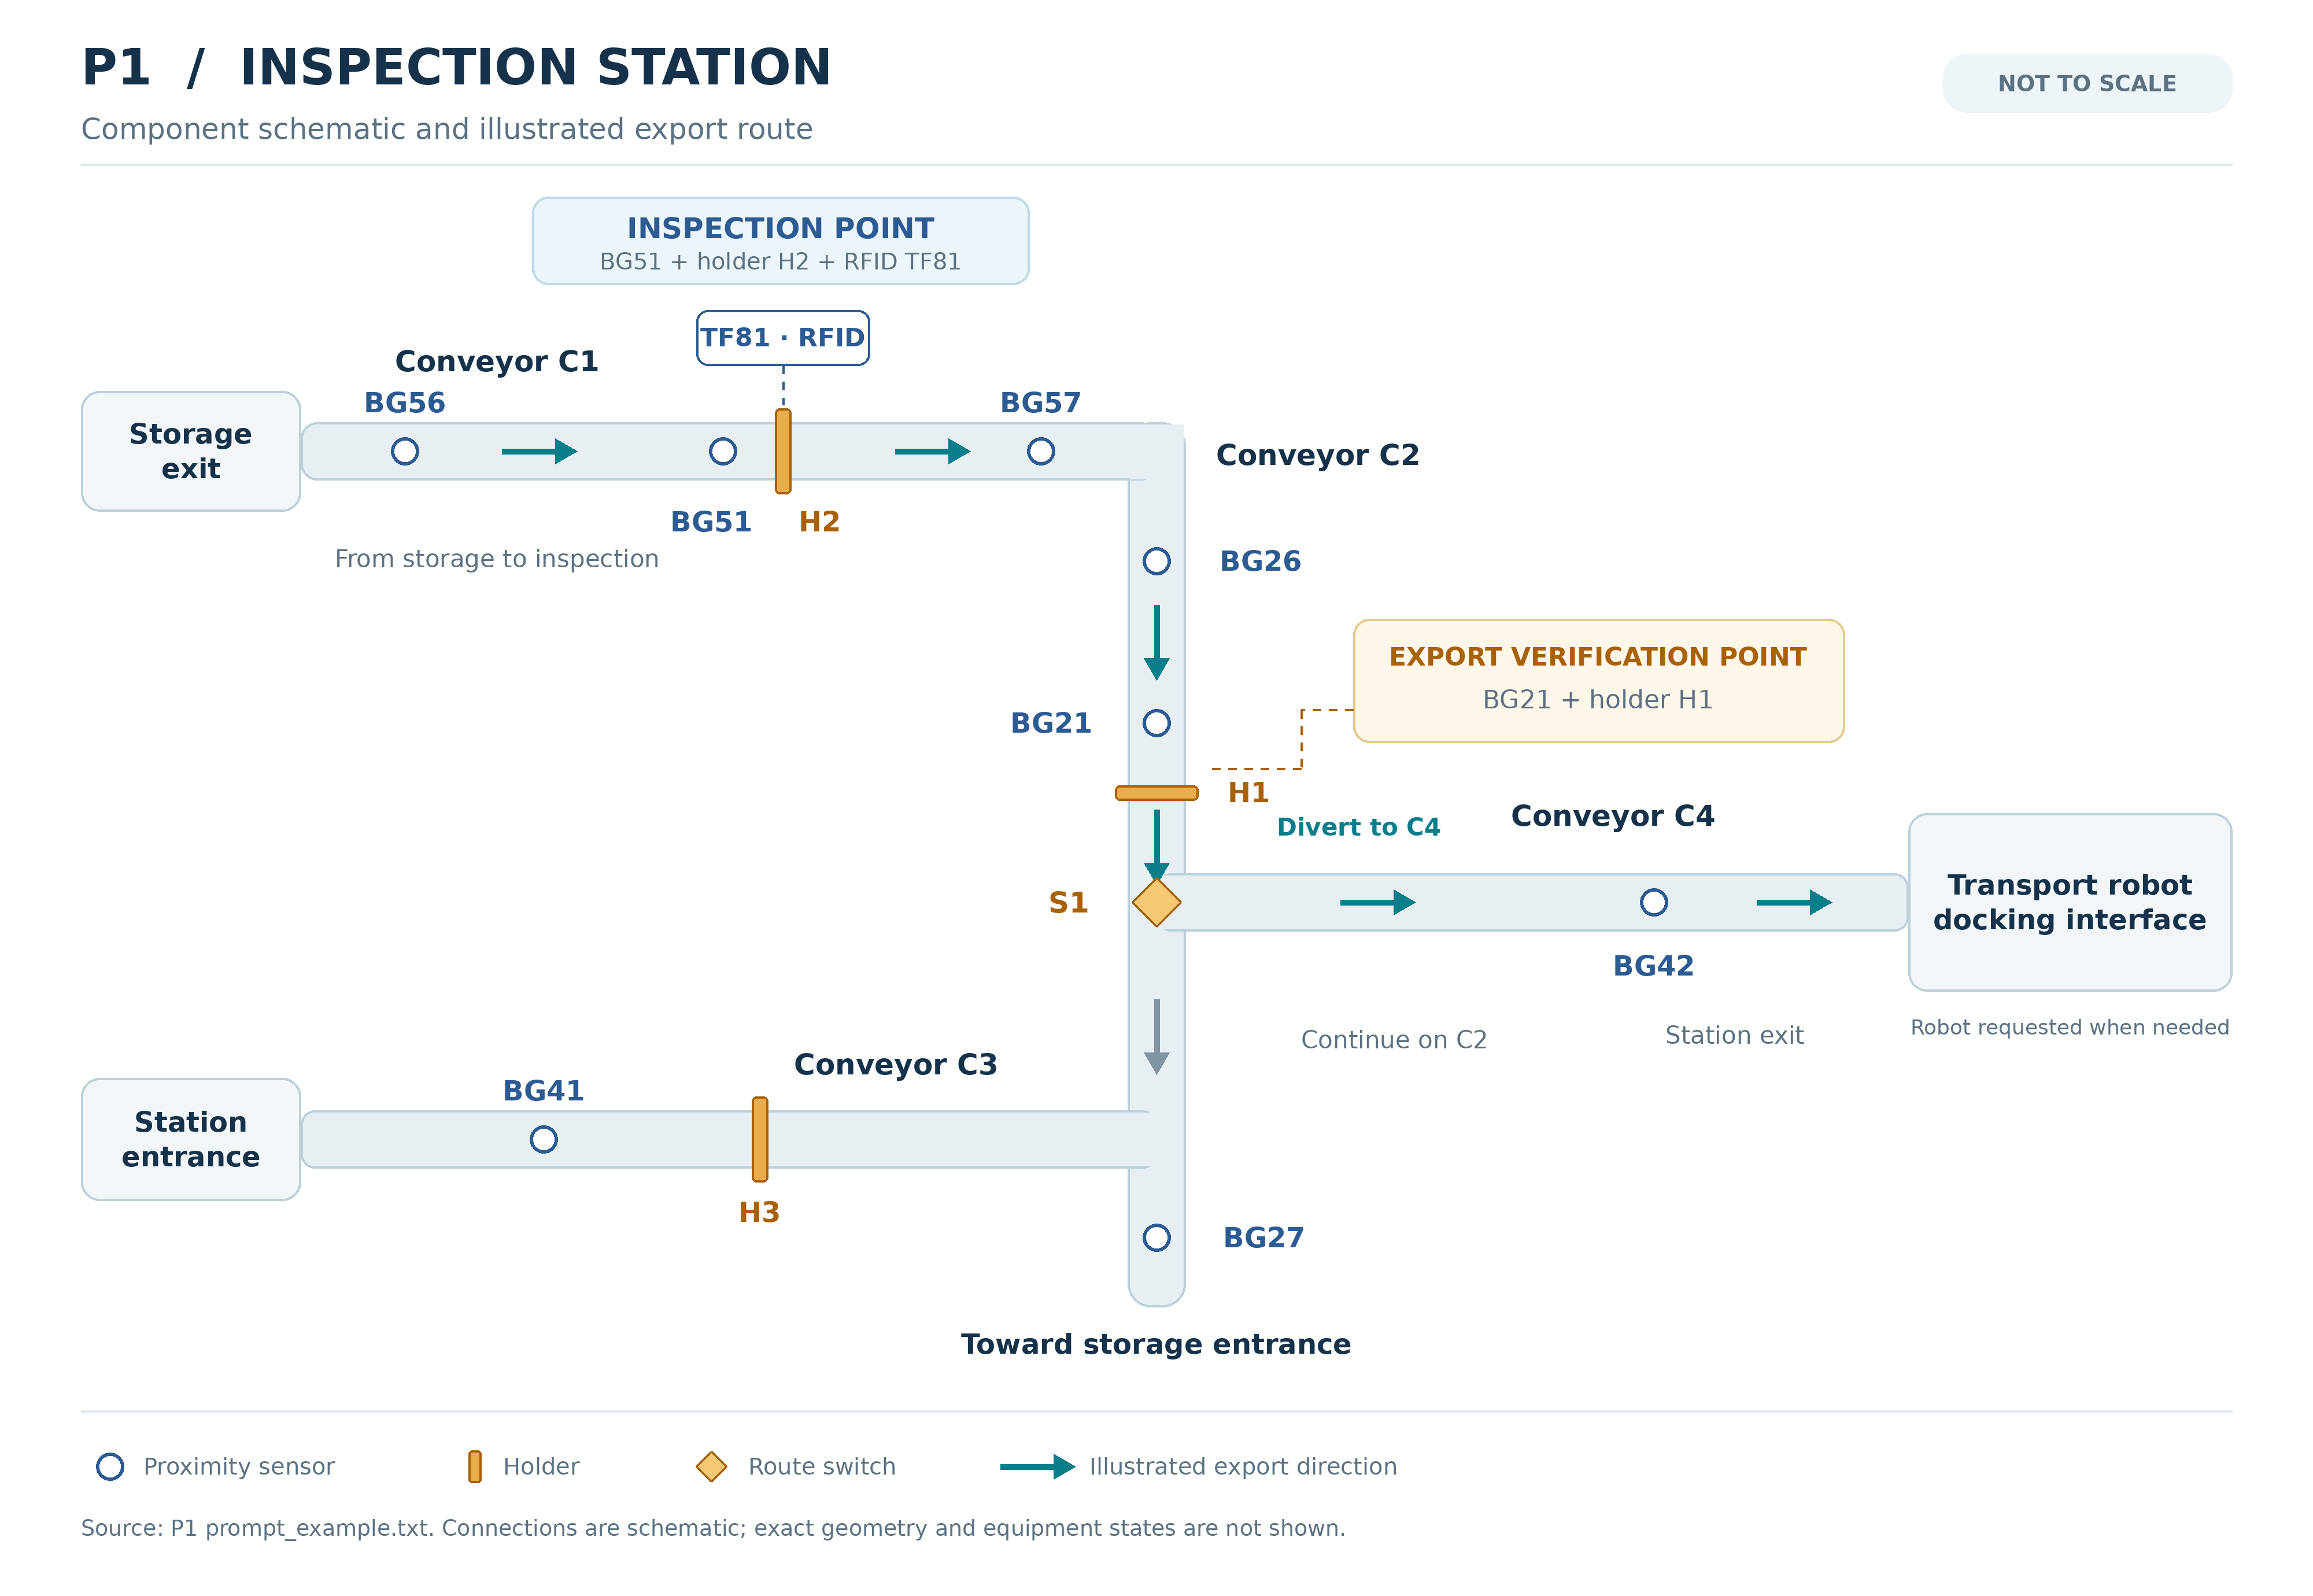 P1 / INSPECTION STATION
NOT TO SCALE
Component schematic and illustrated export route
INSPECTION POINT
BG51 + holder H2 + RFID TF81
TF81 · RFID
Conveyor C1
BG56
BG57
Storage
exit
Conveyor C2
BG51
H2
From storage to inspection
BG26
EXPORT VERIFICATION POINT
BG21 + holder H1
BG21
H1
Divert to C4
Conveyor C4
S1
Transport robot
docking interface
BG42
Continue on C2
Station exit
Robot requested when needed
Conveyor C3
BG41
Station
entrance
H3
BG27
Toward storage entrance
Proximity sensor
Holder
Route switch
Illustrated export direction
Source: P1 prompt_example.txt. Connections are schematic; exact geometry and equipment states are not shown.